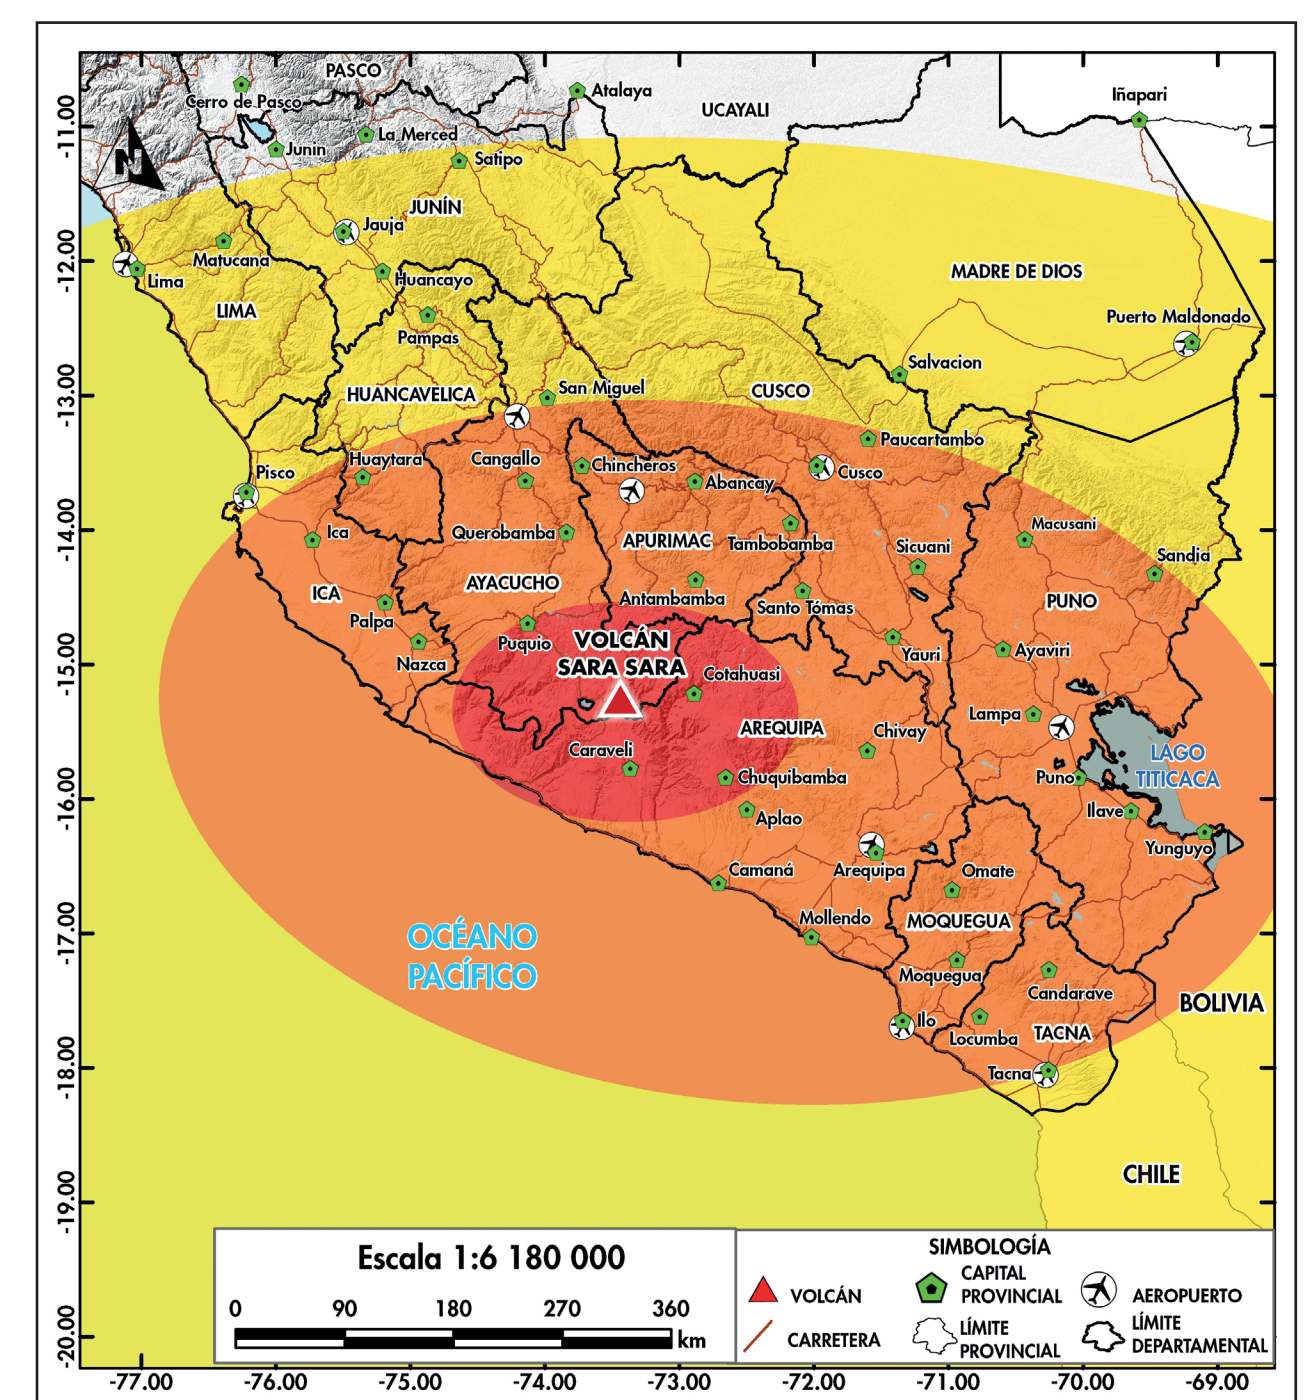 PASCO
Cerro de Pasco
Atalaya
UCAYALI
Iñapari
La Merced
Junin
Satipo
N
JUNÍN
Jauja
Matucana
Lima
Huancayo
LIMA
MADRE DE DIOS
Pampas
Puerto Maldonado
Salvacion
HUANCAVELICA
San Miguel
CUSCO
Paucartambo
Pisco
Huaytara
Cangallo
Chincheros
Abancay
Cusco
Ica
Querobamba
APURIMAC
Tambobamba
Macusani
Sicuani
Sandia
ICA
AYACUCHO
Antambamba
Santo Tomas
PUNO
Palpa
Puquio
VOLCÁN
SARA SARA
Yauri
Ayaviri
Nazca
Cotahuasi
Lampa
AREQUIPA
Chivay
LAGO
TITICACA
Caraveli
Chuquibamba
Puno
Aplao
Ilave
Yunguyo
Camaná
Arequipa
Omate
Mollendo
MOQUEGUA
OCÉANO
PACÍFICO
Moquegua
Candarave
BOLIVIA
Ilo
Locumba
TACNA
Tacna
CHILE
-11.00
-12.00
-13.00
-14.00
-15.00
-16.00
-17.00
-18.00
-19.00
-20.00
Escala 1:6 180 000
0 90 180 270 360
km
SIMBOLOGÍA
VOLCÁN
CAPITAL
PROVINCIAL
AEROPUERTO
CARRETERA
LÍMITE
PROVINCIAL
LÍMITE
DEPARTAMENTAL
-77.00 -76.00 -75.00 -74.00 -73.00 -72.00 -71.00 -70.00 -69.00